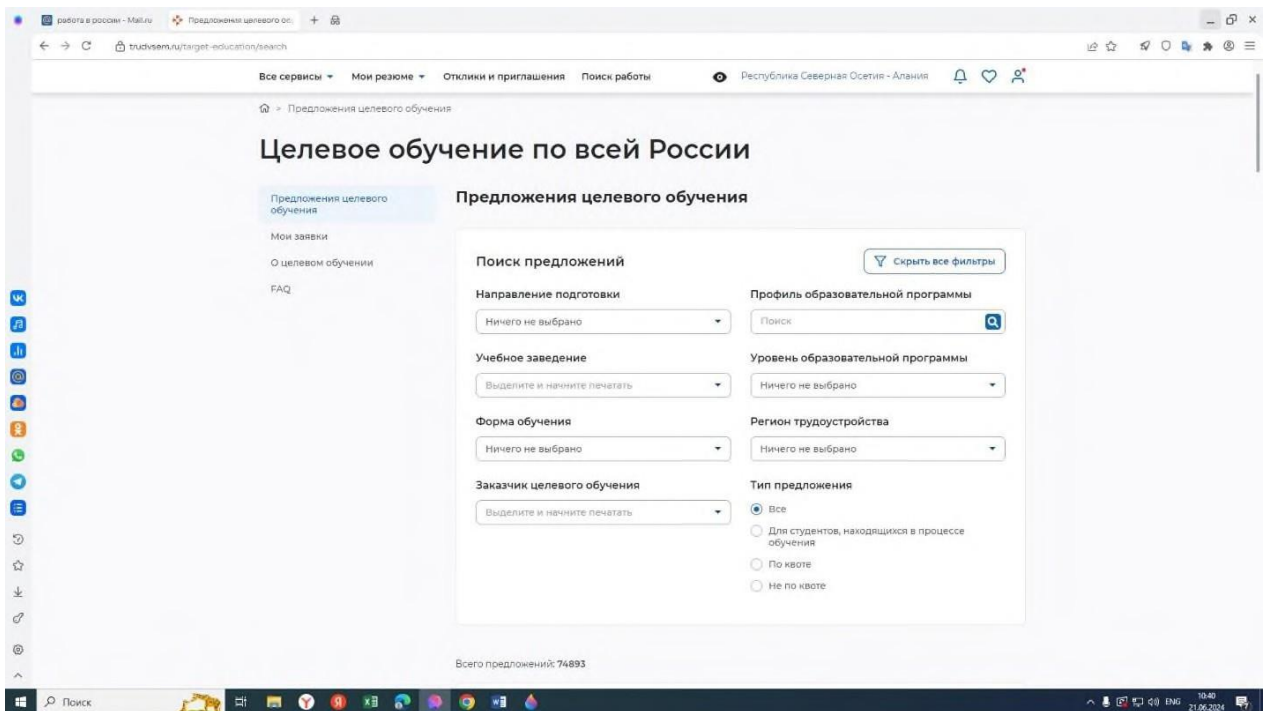 работа в россии - Mail.ru
Предложения целевого об
trudvsem.ru/target-education/search
Все сервисы
Мои резюме
Отклики и приглашения
Поиск работы
Республика Северная Осетия - Алания
> Предложения целевого обучения
Целевое обучение по всей России
Предложения целевого
обучения
Мои заявки
О целевом обучении
FAQ
Предложения целевого обучения
Поиск предложений
Скрыть все фильтры
Направление подготовки
Профиль образовательной программы
Ничего не выбрано
Поиск
Учебное заведение
Уровень образовательной программы
Выделите и начните печатать
Ничего не выбрано
Форма обучения
Регион трудоустройства
Ничего не выбрано
Ничего не выбрано
Заказчик целевого обучения
Тип предложения
Выделите и начните печатать
Все
Для студентов, находящихся в процессе
обучения
По квоте
Не по квоте
Всего предложений: 74893
Поиск
ENG
10:40
21.06.2024